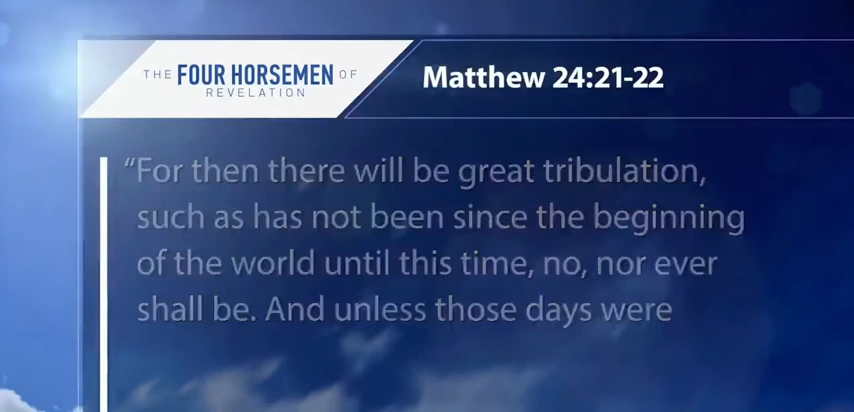 THE FOUR HORSEMEN OF
REVELATION
Matthew 24:21-22
“For then there will be great tribulation,
such as has not been since the beginning
of the world until this time, no, nor ever
shall be. And unless those days were